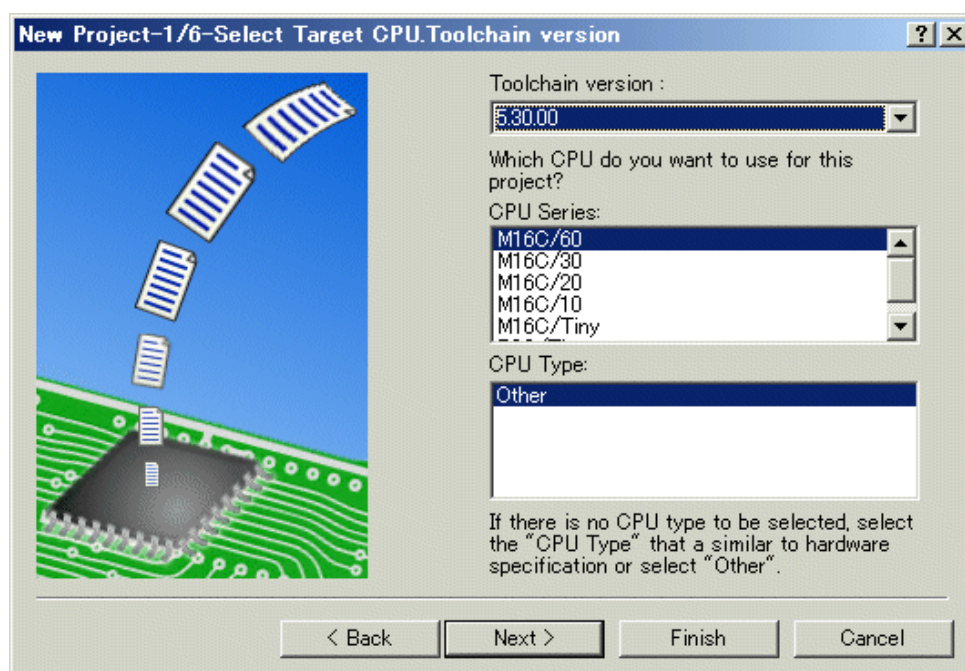 New Project-1/6-Select Target CPU.Toolchain version
Toolchain version :
5.30.00
Which CPU do you want to use for this
project?
CPU Series:
M16C/60
M16C/30
M16C/20
M16C/10
M16C/Tiny
CPU Type:
Other
If there is no CPU type to be selected, select
the "CPU Type" that a similar to hardware
specification or select "Other".
< Back
Next >
Finish
Cancel